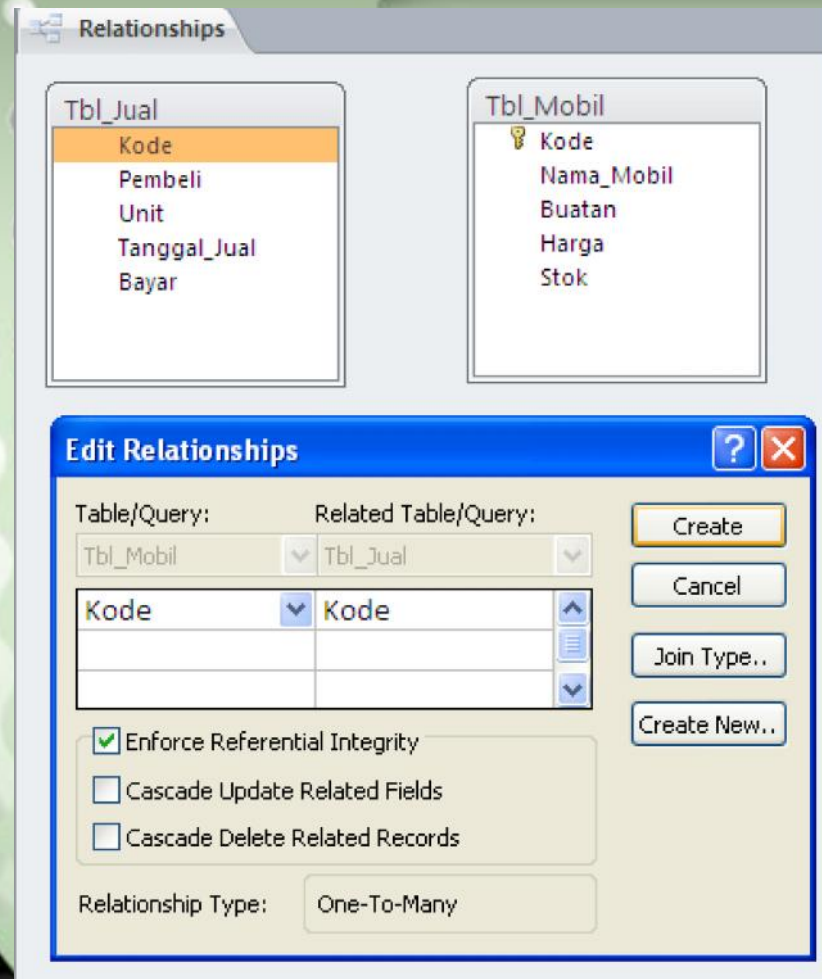 Relationships
Tbl_Jual
Kode
Pembeli
Unit
Tanggal_Jual
Bayar
Tbl_Mobil
Kode
Nama_Mobil
Buatan
Harga
Stok
Edit Relationships
Table/Query: Related Table/Query:
Tbl_Mobil Tbl_Jual
Kode Kode
Enforce Referential Integrity
Cascade Update Related Fields
Cascade Delete Related Records
Relationship Type: One-To-Many
Create
Cancel
Join Type..
Create New..